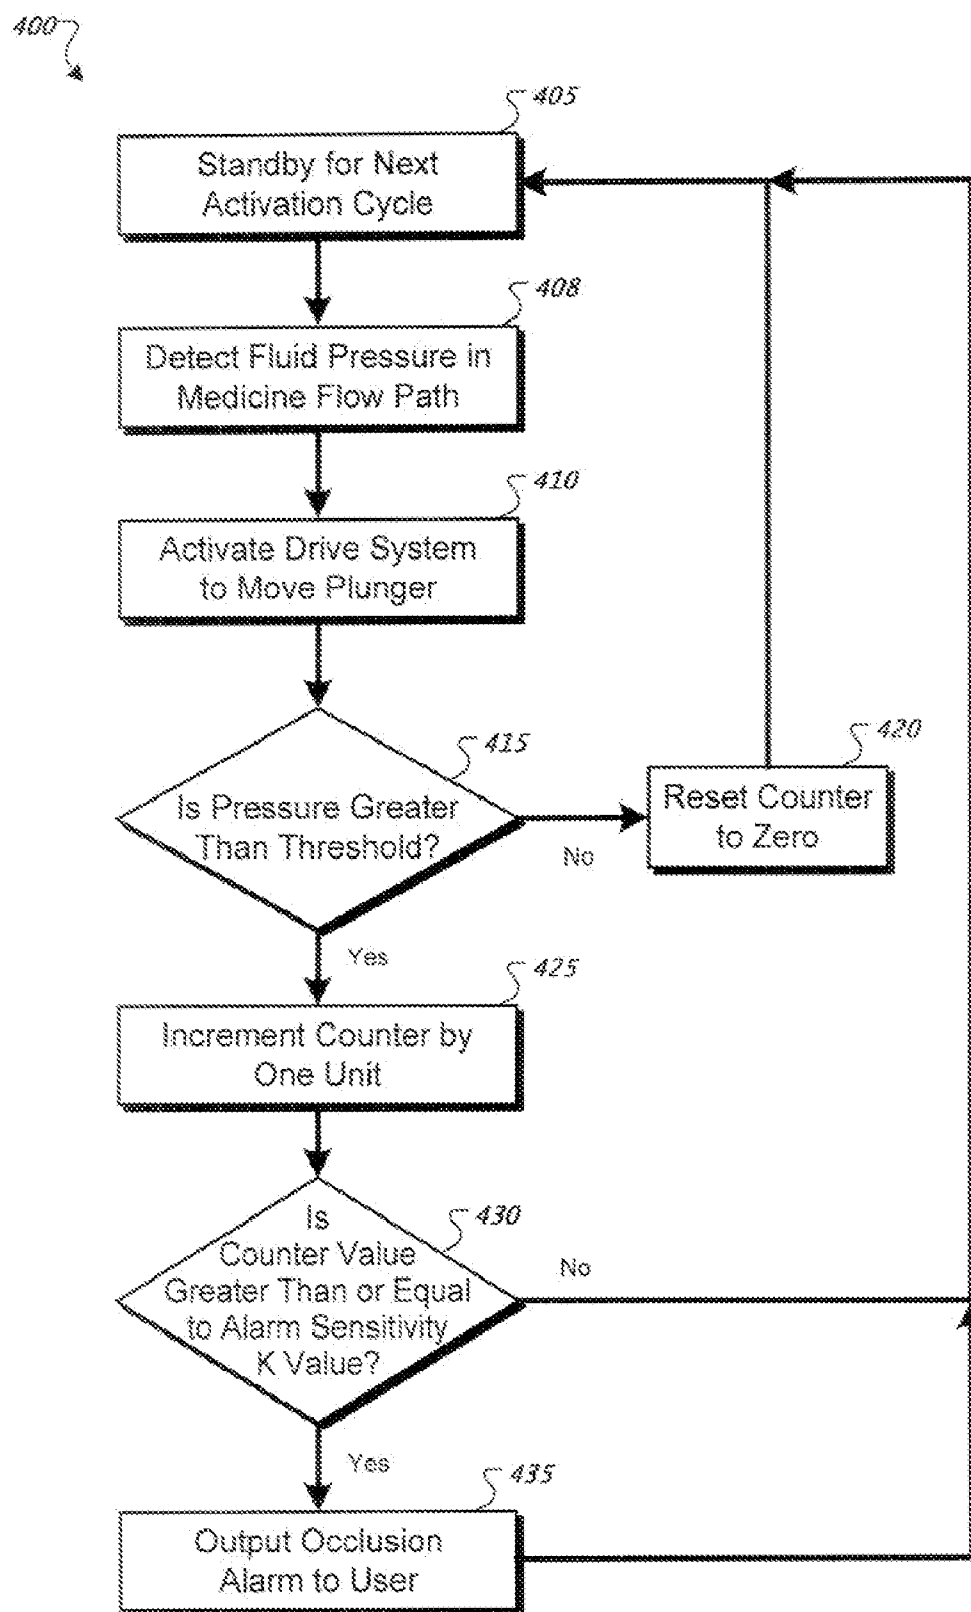 400
405
Standby for Next
Activation Cycle
408
Detect Fluid Pressure in
Medicine Flow Path
410
Activate Drive System
to Move Plunger
415
Is Pressure Greater
Than Threshold?
No
420
Reset Counter
to Zero
Yes
425
Increment Counter by
One Unit
430
Is
Counter Value
Greater Than or Equal
to Alarm Sensitivity
K Value?
No
Yes
435
Output Occlusion
Alarm to User